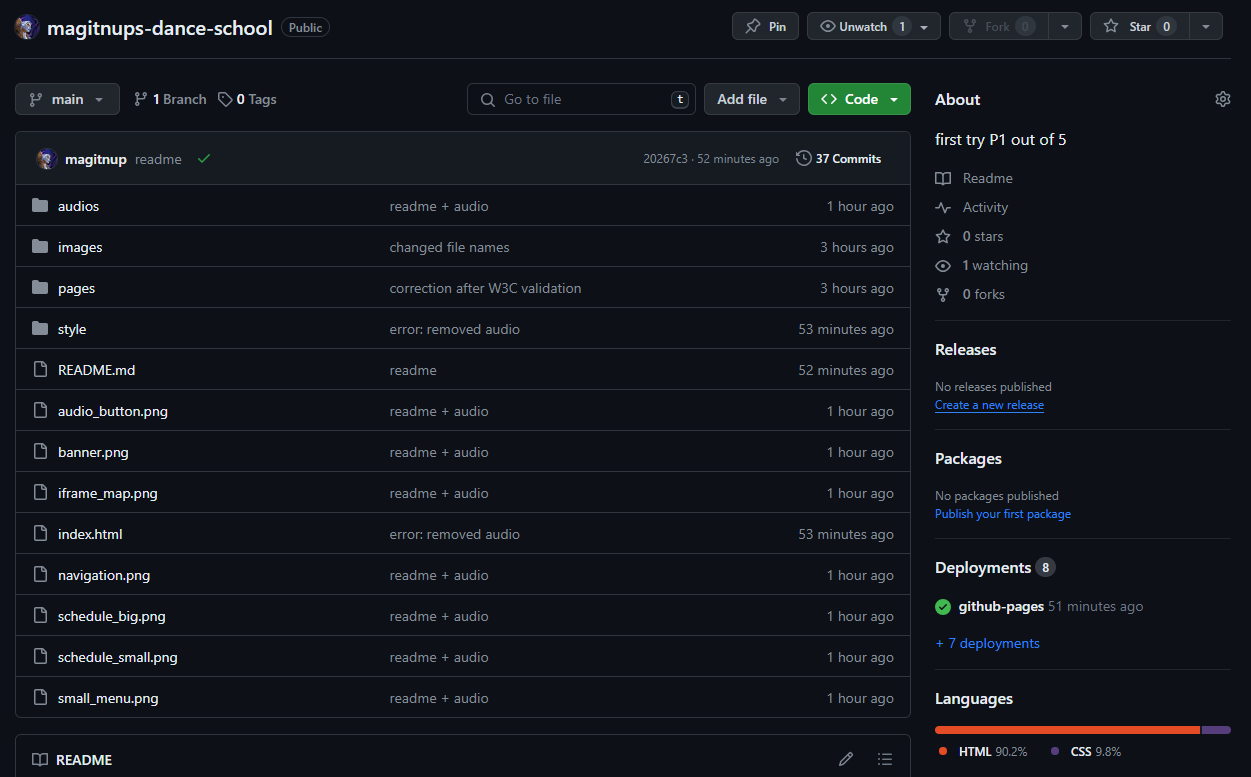 magitnups-dance-school Public Pin Unwatch 1 Fork 0 Star 0
main 1 Branch 0 Tags Go to file t Add file Code
magitnup readme 20267c3 · 52 minutes ago 37 Commits
audios readme + audio 1 hour ago
images changed file names 3 hours ago
pages correction after W3C validation 3 hours ago
style error: removed audio 53 minutes ago
README.md readme 52 minutes ago
audio_button.png readme + audio 1 hour ago
banner.png readme + audio 1 hour ago
iframe_map.png readme + audio 1 hour ago
index.html error: removed audio 53 minutes ago
navigation.png readme + audio 1 hour ago
schedule_big.png readme + audio 1 hour ago
schedule_small.png readme + audio 1 hour ago
small_menu.png readme + audio 1 hour ago
README
About
first try P1 out of 5
Readme
Activity
0 stars
1 watching
0 forks
Releases
No releases published
Create a new release
Packages
No packages published
Publish your first package
Deployments 8
github-pages 51 minutes ago
+ 7 deployments
Languages
HTML 90.2% CSS 9.8%